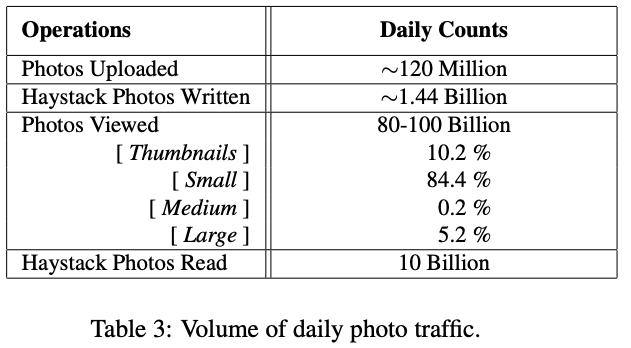 Operations Daily Counts
Photos Uploaded ∼120 Million
Haystack Photos Written ∼1.44 Billion
Photos Viewed 80-100 Billion
[ Thumbnails ] 10.2 %
[ Small ] 84.4 %
[ Medium ] 0.2 %
[ Large ] 5.2 %
Haystack Photos Read 10 Billion
Table 3: Volume of daily photo traffic.